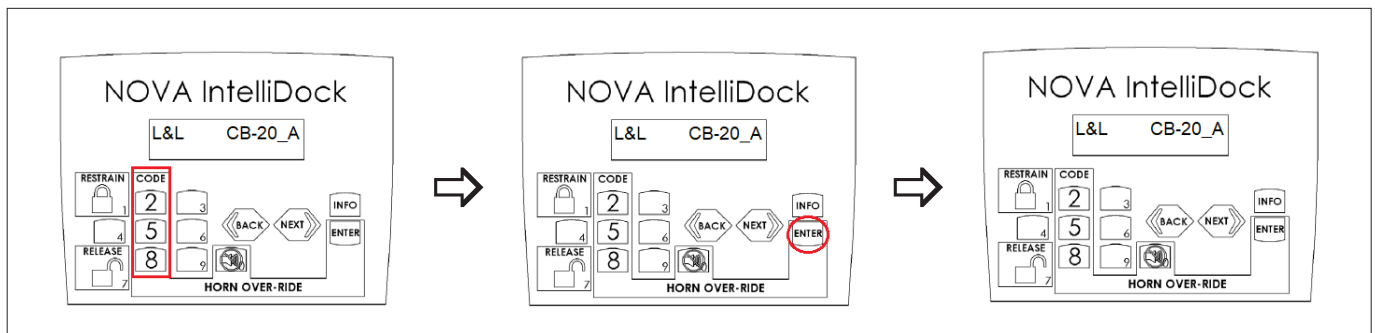 NOVA IntelliDock
L&L CB-20_A
RESTRAIN CODE
1 2 3
INFO
4 5 6 BACK NEXT ENTER
RELEASE
7 8 9
HORN OVER-RIDE
NOVA IntelliDock
L&L CB-20_A
RESTRAIN CODE
1 2 3
INFO
4 5 6 BACK NEXT ENTER
RELEASE
7 8 9
HORN OVER-RIDE
NOVA IntelliDock
L&L CB-20_A
RESTRAIN CODE
1 2 3
INFO
4 5 6 BACK NEXT ENTER
RELEASE
7 8 9
HORN OVER-RIDE